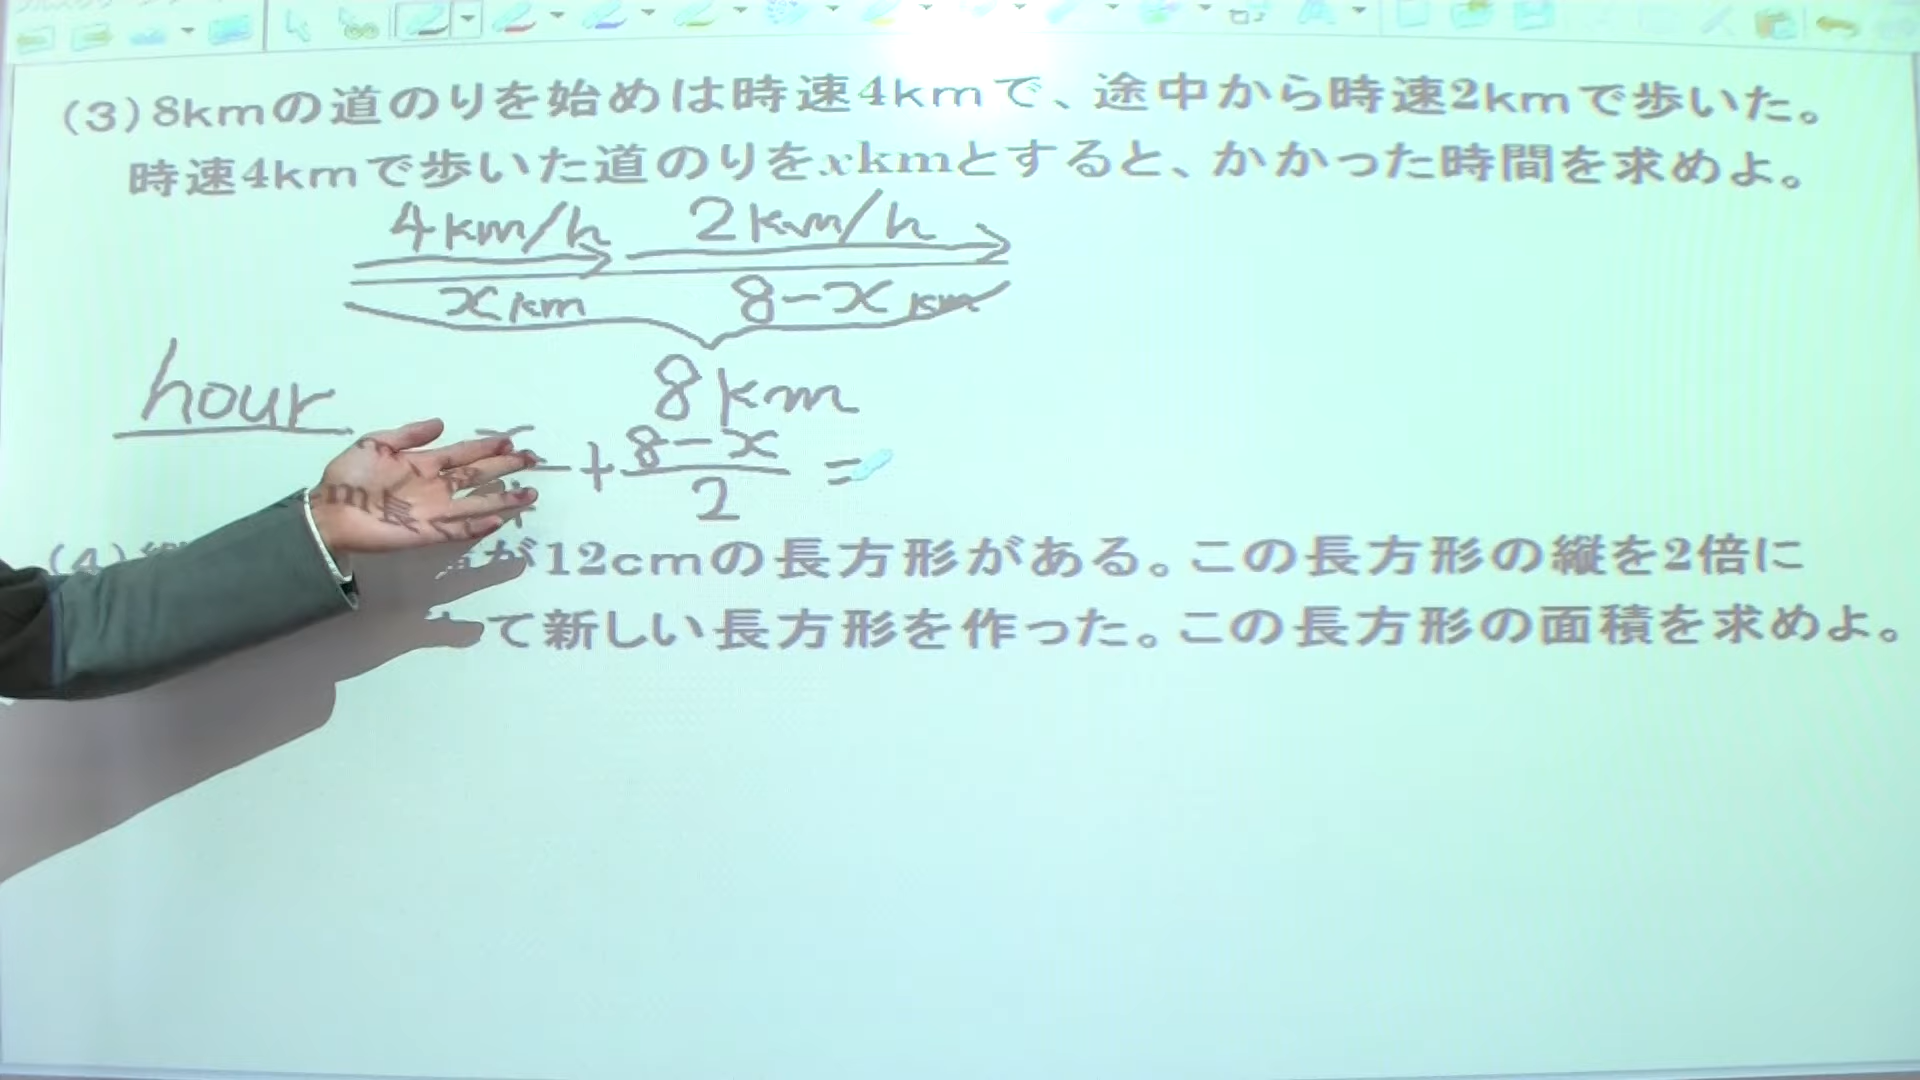 (3)8kmの道のりを始めは時速4kmで、途中から時速2kmで歩いた。
時速4kmで歩いた道のりをxkmとすると、かかった時間を求めよ。
4km/h 2km/h
xkm 8-xkm
8km
hour
x + 8-x =
2
(4) が12cmの長方形がある。この長方形の縦を2倍に
て新しい長方形を作った。この長方形の面積を求めよ。